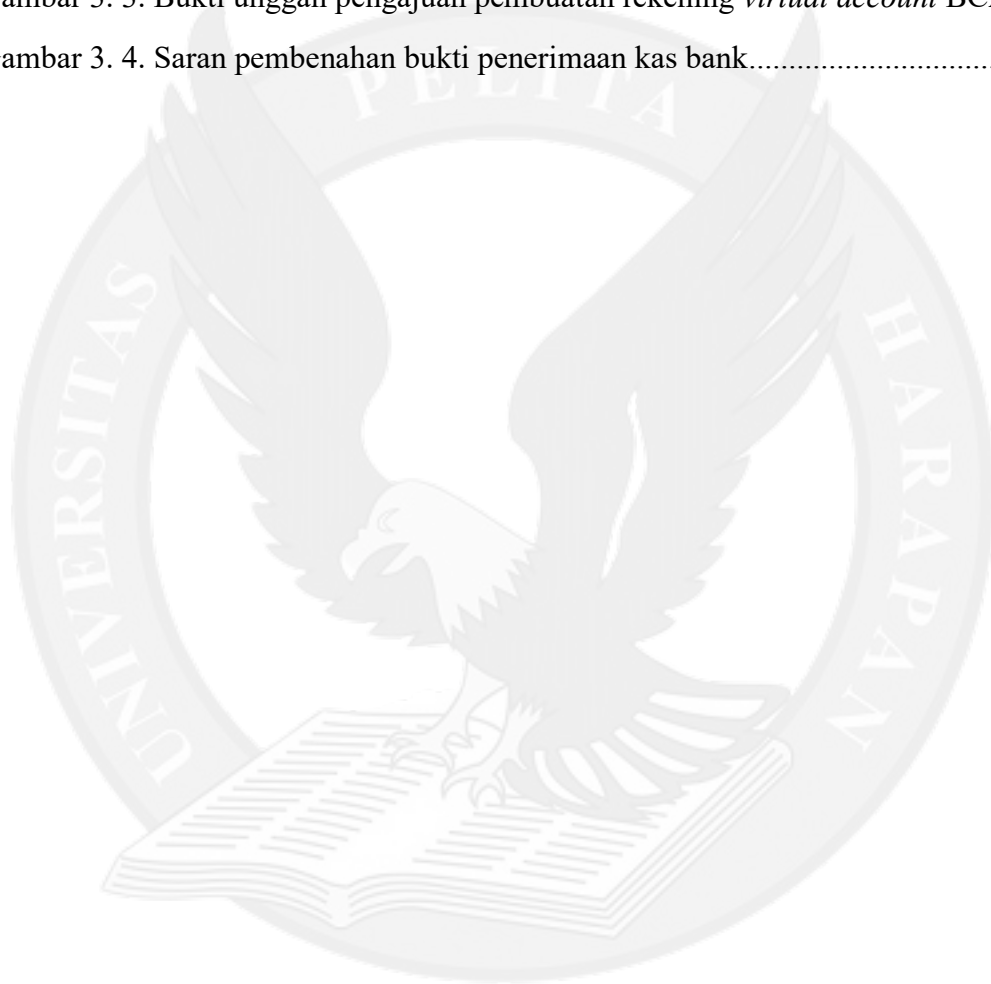 ambar 3. 3. Bukti unggah pengajuan pembuatan rekening virtual account BC
ambar 3. 4. Saran pembenahan bukti penerimaan kas bank..............................
UNIVERSITAS PELITA HARAPAN